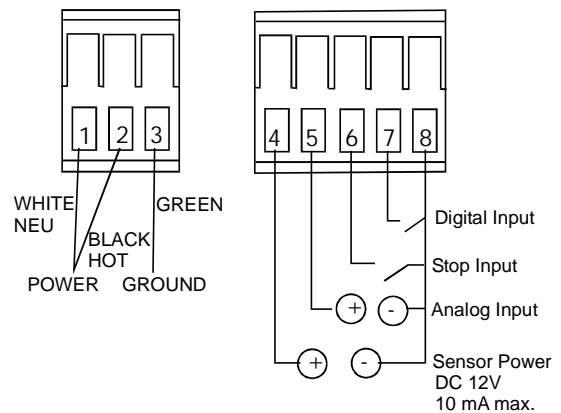 1 2 3
4 5 6 7 8
WHITE
NEU
GREEN
BLACK
HOT
POWER
GROUND
Digital Input
Stop Input
+ - Analog Input
+ - Sensor Power
DC 12V
10 mA max.